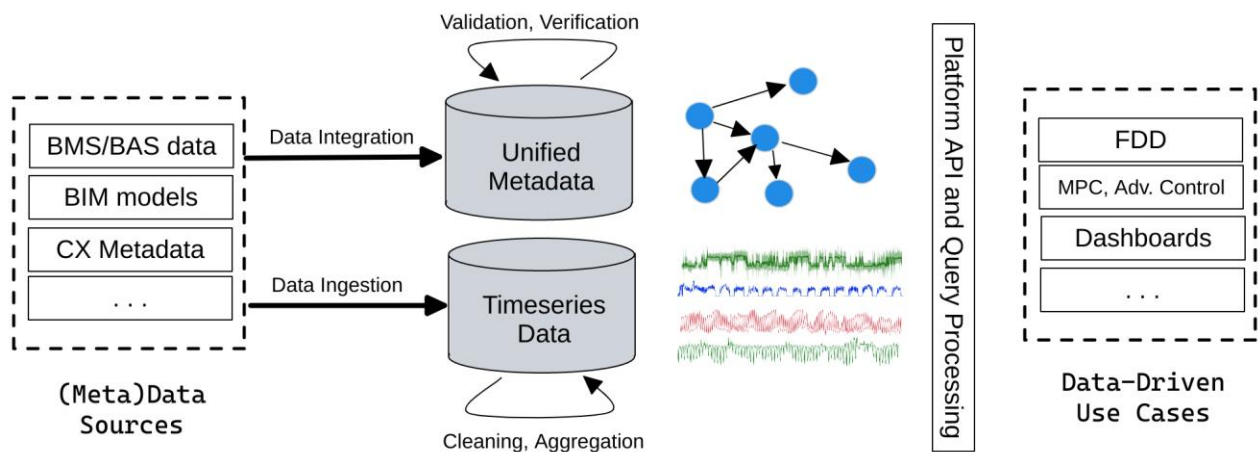 Validation, Verification
BMS/BAS data
BIM models
CX Metadata
. . .
(Meta)Data
Sources
Data Integration
Data Ingestion
Unified
Metadata
Timeseries
Data
Cleaning, Aggregation
Platform API and Query Processing
FDD
MPC, Adv. Control
Dashboards
. . .
Data-Driven
Use Cases